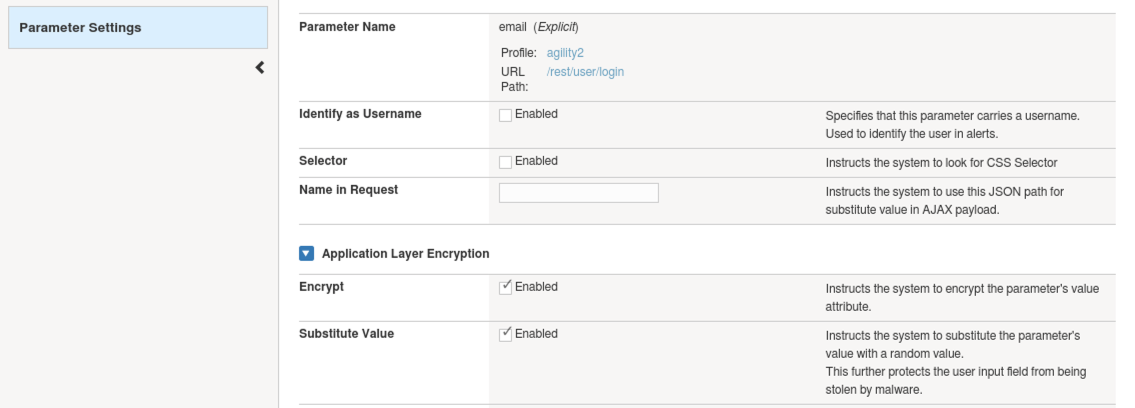 Parameter Settings
Parameter Name
email (Explicit)
Profile: agility2
URL /rest/user/login
Path:
Identify as Username
Enabled
Specifies that this parameter carries a username.
Used to identify the user in alerts.
Selector
Enabled
Instructs the system to look for CSS Selector
Name in Request
Instructs the system to use this JSON path for
substitute value in AJAX payload.
Application Layer Encryption
Encrypt
Enabled
Instructs the system to encrypt the parameter's value
attribute.
Substitute Value
Enabled
Instructs the system to substitute the parameter's
value with a random value.
This further protects the user input field from being
stolen by malware.